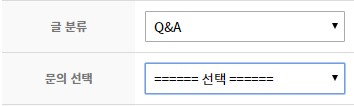 글 분류 Q&A
문의 선택 ====== 선택 ======